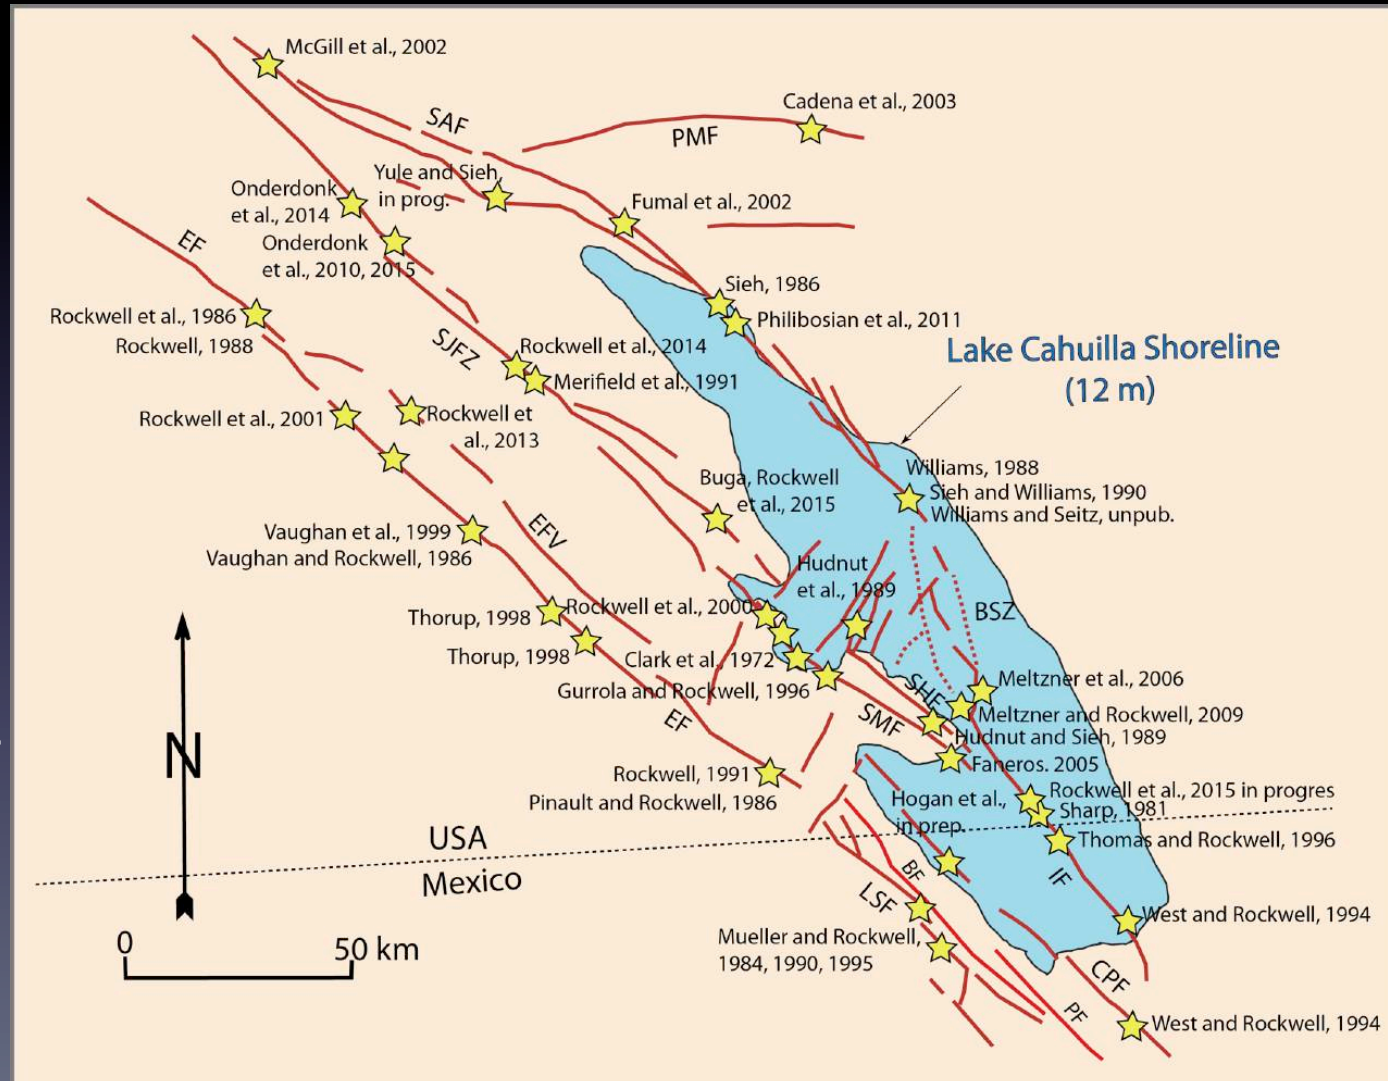 McGill et al., 2002
Cadena et al., 2003
SAF
PMF
Yule and Sieh,
in prog.
Onderdonk
et al., 2014
Fumal et al., 2002
EF
Onderdonk
et al., 2010, 2015
Sieh, 1986
Rockwell et al., 1986
Rockwell, 1988
Philibosian et al., 2011
SJFZ
Rockwell et al., 2014
Merifield et al., 1991
Lake Cahuilla Shoreline
(12 m)
Rockwell et al., 2001
Rockwell et
al., 2013
Buga, Rockwell
et al., 2015
Williams, 1988
Sieh and Williams, 1990
Williams and Seitz, unpub.
Vaughan et al., 1999
Vaughan and Rockwell, 1986
EFV
Hudnut
et al., 1989
BSZ
Thorup, 1998
Rockwell et al., 2000
Thorup, 1998
Clark et al., 1972
Gurrola and Rockwell, 1996
SHF
Meltzner et al., 2006
EF
SMF
Meltzner and Rockwell, 2009
Hudnut and Sieh, 1989
Faneros. 2005
Rockwell, 1991
Pinault and Rockwell, 1986
Hogan et al.,
in prep.
Rockwell et al., 2015 in progres
Sharp, 1981
Thomas and Rockwell, 1996
N
USA
Mexico
BF
IF
LSF
West and Rockwell, 1994
Mueller and Rockwell,
1984, 1990, 1995
0
50 km
CPF
PF
West and Rockwell, 1994